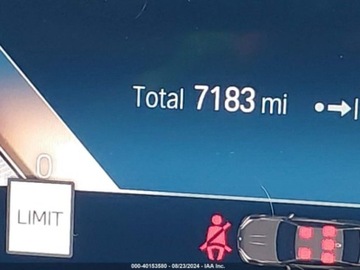 Total 7183 mi
0
LIMIT
000-40153580 - 08/23/2024 - IAA Inc.